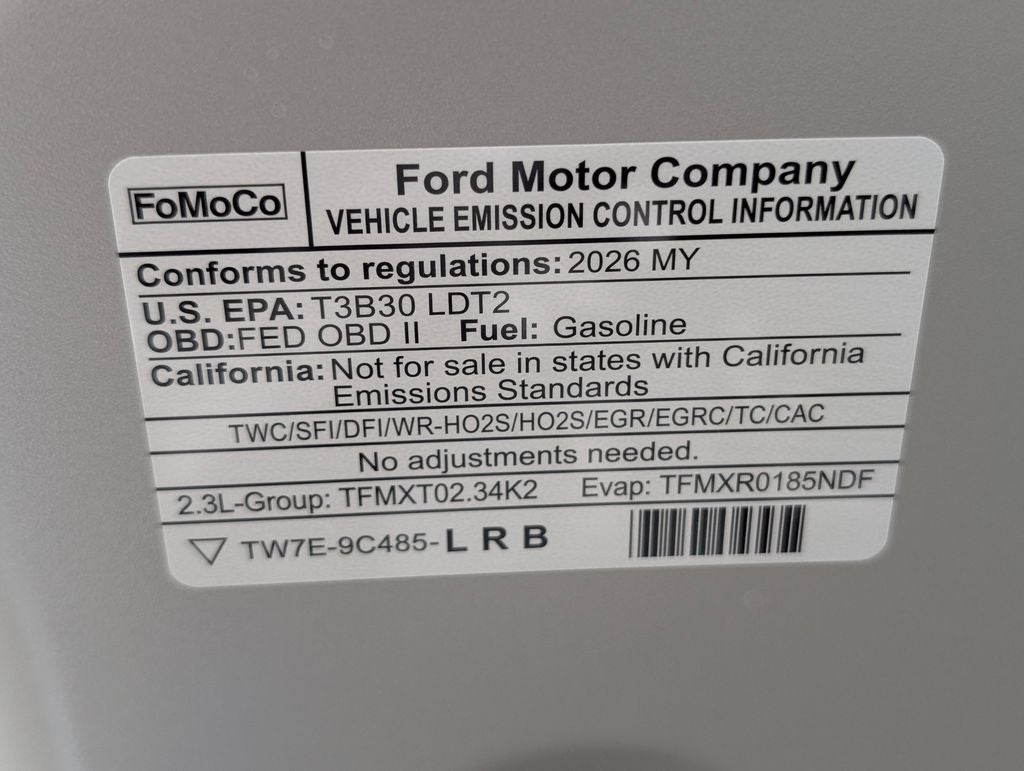 FoMoCo
Ford Motor Company
VEHICLE EMISSION CONTROL INFORMATION
Conforms to regulations: 2026 MY
U.S. EPA: T3B30 LDT2
OBD:FED OBD II Fuel: Gasoline
California: Not for sale in states with California
Emissions Standards
TWC/SFI/DFI/WR-HO2S/HO2S/EGR/EGRC/TC/CAC
No adjustments needed.
2.3L-Group: TFMXT02.34K2 Evap: TFMXR0185NDF
TW7E-9C485-L R B